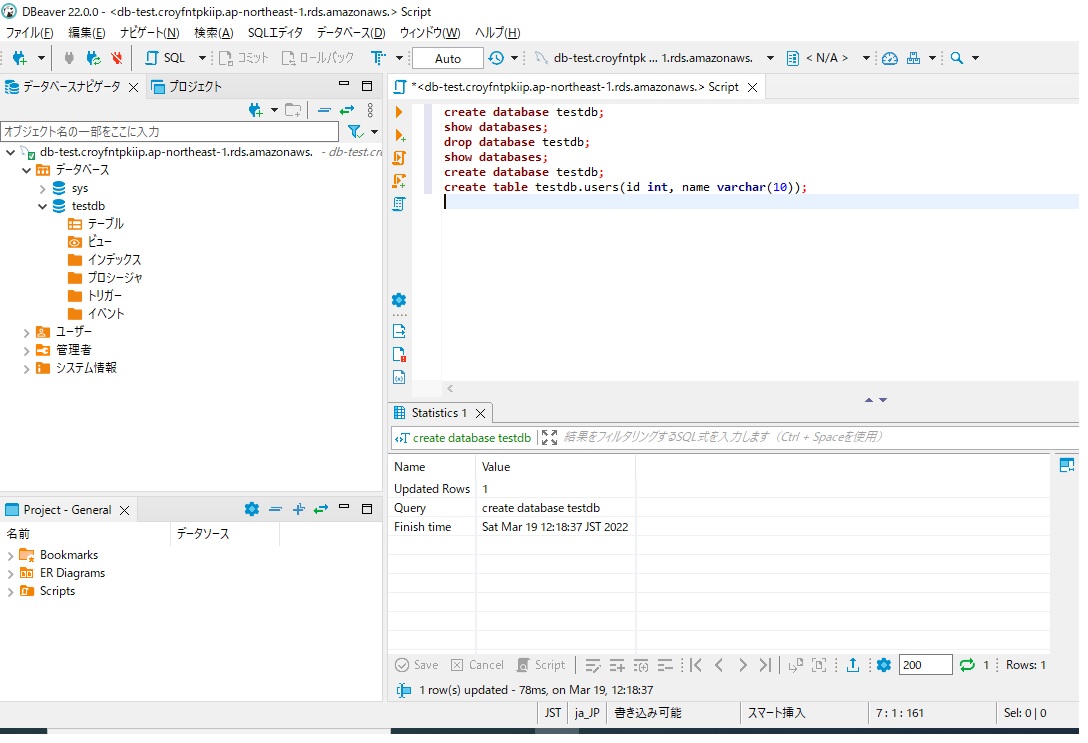 DBeaver 22.0.0 - <db-test.croyfntpkiip.ap-northeast-1.rds.amazonaws.> Script
ファイル(F) 編集(E) ナビゲート(N) 検索(A) SQLエディタ データベース(D) ウィンドウ(W) ヘルプ(H)
SQL コミット ロールバック Auto db-test.croyfntpk ... 1.rds.amazonaws. < N/A >
データベースナビゲータ プロジェクト
オブジェクト名の一部をここに入力
db-test.croyfntpkiip.ap-northeast-1.rds.amazonaws. - db-test.cr
データベース
sys
testdb
テーブル
ビュー
インデックス
プロシージャ
トリガー
イベント
ユーザー
管理者
システム情報
Project - General
名前 データソース
Bookmarks
ER Diagrams
Scripts
*<db-test.croyfntpkiip.ap-northeast-1.rds.amazonaws.> Script
create database testdb;
show databases;
drop database testdb;
show databases;
create database testdb;
create table testdb.users(id int, name varchar(10));
Statistics 1
create database testdb 結果をフィルタリングするSQL式を入力します (Ctrl + Spaceを使用)
Name Value
Updated Rows 1
Query create database testdb
Finish time Sat Mar 19 12:18:37 JST 2022
Save Cancel Script 200 1 Rows: 1
1 row(s) updated - 78ms, on Mar 19, 12:18:37
JST ja_JP 書き込み可能 スマート挿入 7 : 1 : 161 Sel: 0 | 0